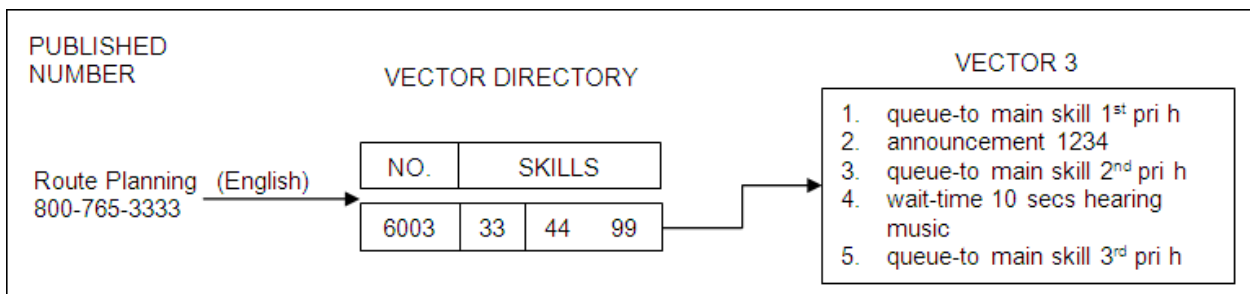 PUBLISHED
NUMBER
VECTOR DIRECTORY
VECTOR 3
Route Planning (English)
800-765-3333
NO. SKILLS
6003 33 44 99
1. queue-to main skill 1st pri h
2. announcement 1234
3. queue-to main skill 2nd pri h
4. wait-time 10 secs hearing
music
5. queue-to main skill 3rd pri h